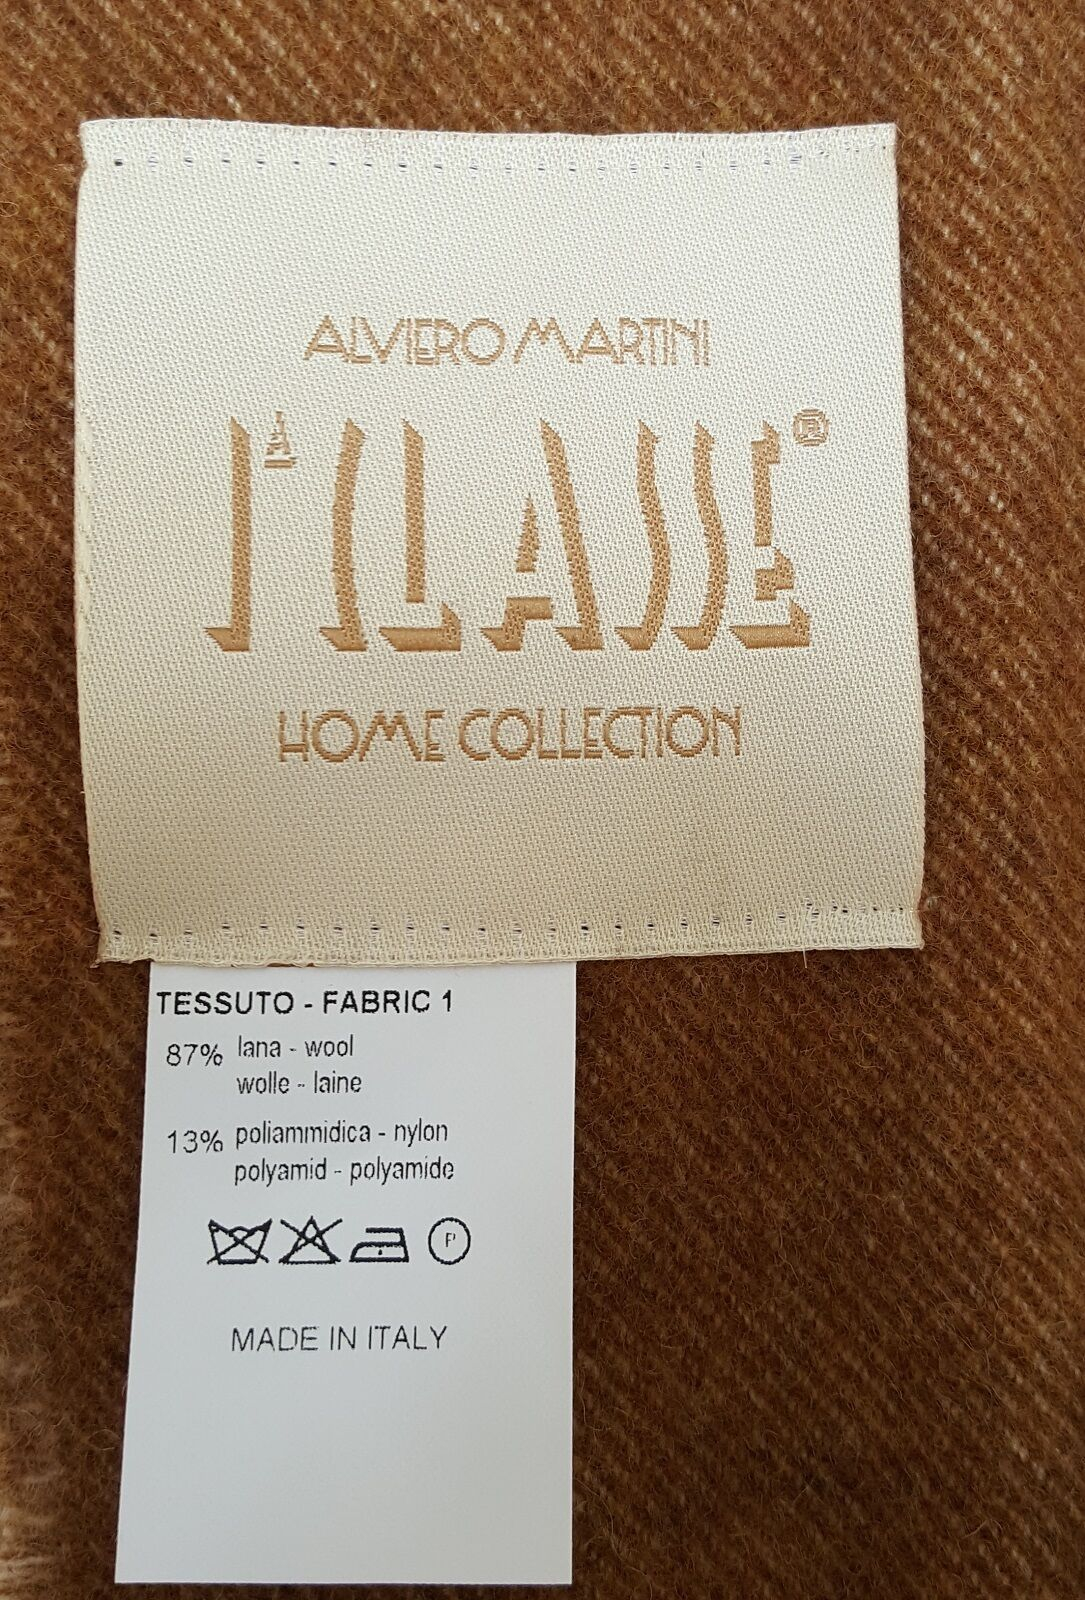 ALVIERO MARTINI
1ᴬ CLASSE®
HOME COLLECTION
TESSUTO - FABRIC 1
87% lana - wool
wolle - laine
13% poliammidica - nylon
polyamid - polyamide
P
MADE IN ITALY